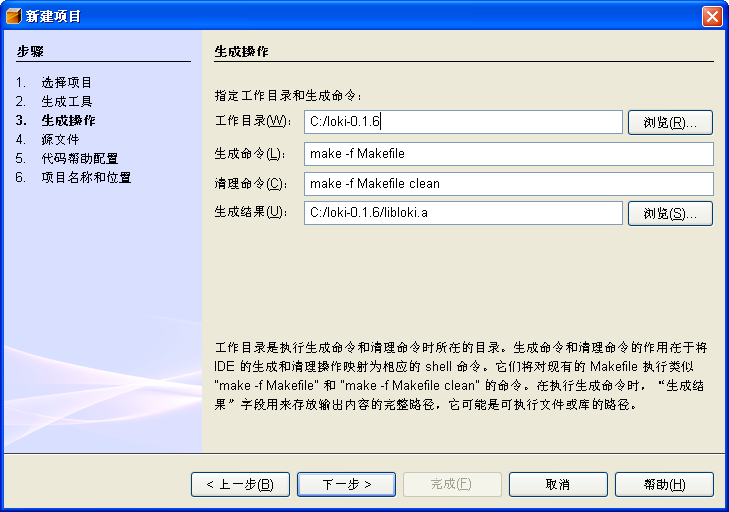 新建项目
步骤
1. 选择项目
2. 生成工具
3. 生成操作
4. 源文件
5. 代码帮助配置
6. 项目名称和位置
生成操作
指定工作目录和生成命令:
工作目录(W): C:/loki-0.1.6 浏览(R)...
生成命令(L): make -f Makefile
清理命令(C): make -f Makefile clean
生成结果(U): C:/loki-0.1.6/libloki.a 浏览(S)...
工作目录是执行生成命令和清理命令时所在的目录。生成命令和清理命令的作用在于将
IDE 的生成和清理操作映射为相应的 shell 命令。它们将对现有的 Makefile 执行类似
"make -f Makefile" 和 "make -f Makefile clean" 的命令。在执行生成命令时，“生成结
果”字段用来存放输出内容的完整路径，它可能是可执行文件或库的路径。
< 上一步(B) 下一步 > 完成(F) 取消 帮助(H)